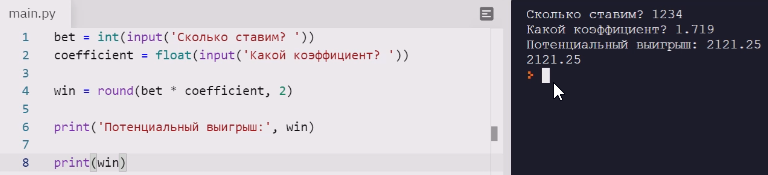 main.py
1 bet = int(input('Сколько ставим? '))
2 coefficient = float(input('Какой коэффициент? '))
3
4 win = round(bet * coefficient, 2)
5
6 print('Потенциальный выигрыш:', win)
7
8 print(win)
Сколько ставим? 1234
Какой коэффициент? 1.719
Потенциальный выигрыш: 2121.25
2121.25
>